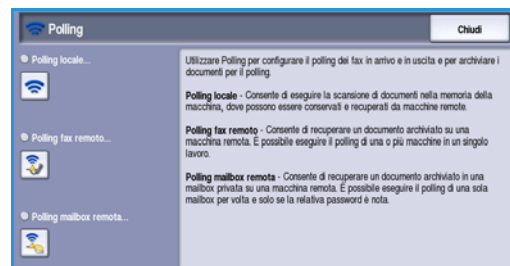 Polling
Chiudi
Polling locale...
Polling fax remoto...
Polling mailbox remota...
Utilizzare Polling per configurare il polling dei fax in arrivo e in uscita e per archiviare i
documenti per il polling.
Polling locale - Consente di eseguire la scansione di documenti nella memoria della
macchina, dove possono essere conservati e recuperati da macchine remote.
Polling fax remoto - Consente di recuperare un documento archiviato su una
macchina remota. È possibile eseguire il polling di una o più macchine in un singolo
lavoro.
Polling mailbox remota - Consente di recuperare un documento archiviato in una
mailbox privata su una macchina remota. È possibile eseguire il polling di una sola
mailbox per volta e solo se la relativa password è nota.